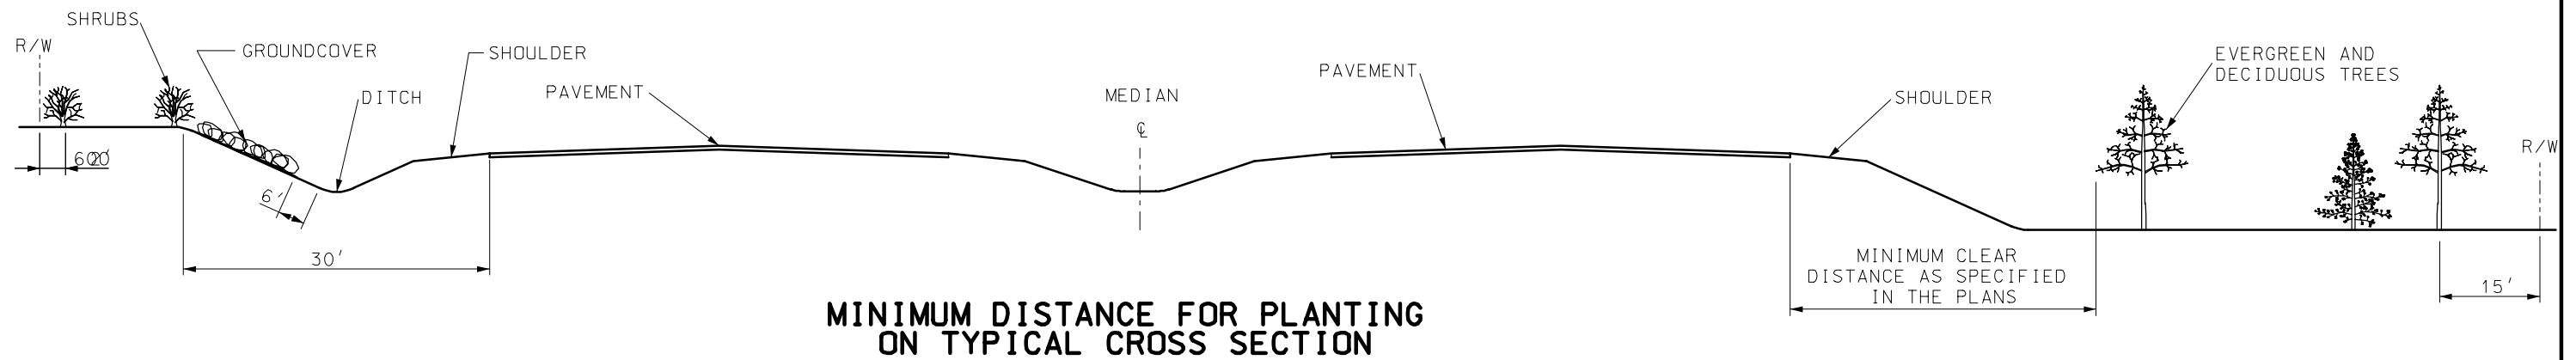 SHRUBS
R/W
GROUNDCOVER
SHOULDER
DITCH
PAVEMENT
MEDIAN
℄
PAVEMENT
SHOULDER
EVERGREEN AND
DECIDUOUS TREES
R/W
6'
30'
MINIMUM CLEAR
DISTANCE AS SPECIFIED
IN THE PLANS
15'
MINIMUM DISTANCE FOR PLANTING
ON TYPICAL CROSS SECTION